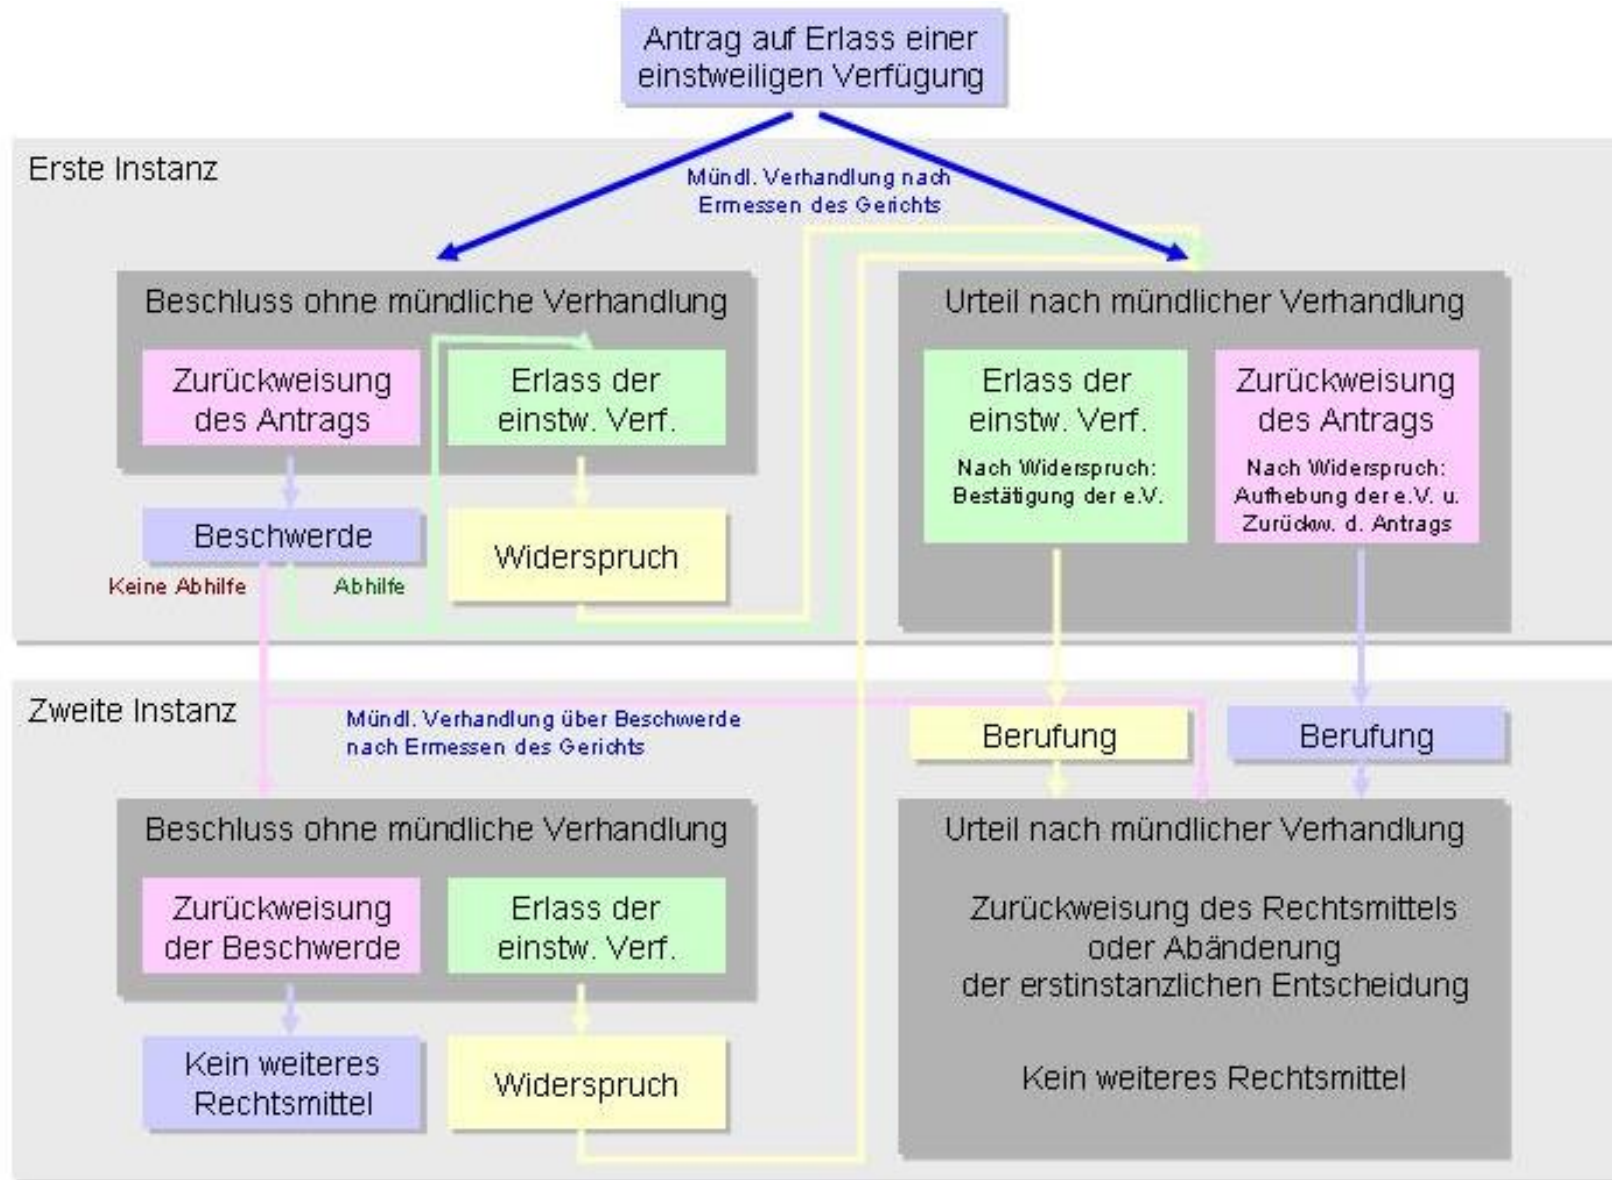 Antrag auf Erlass einer
einstweiligen Verfügung
Erste Instanz
Mündl. Verhandlung nach
Ermessen des Gerichts
Beschluss ohne mündliche Verhandlung
Zurückweisung
des Antrags
Erlass der
einstw. Verf.
Beschwerde
Keine Abhilfe
Abhilfe
Widerspruch
Urteil nach mündlicher Verhandlung
Erlass der
einstw. Verf.
Nach Widerspruch:
Bestätigung der e.V.
Zurückweisung
des Antrags
Nach Widerspruch:
Aufhebung der e.V. u.
Zurückw. d. Antrags
Zweite Instanz
Mündl. Verhandlung über Beschwerde
nach Ermessen des Gerichts
Berufung
Berufung
Beschluss ohne mündliche Verhandlung
Zurückweisung
der Beschwerde
Erlass der
einstw. Verf.
Kein weiteres
Rechtsmittel
Widerspruch
Urteil nach mündlicher Verhandlung
Zurückweisung des Rechtsmittels
oder Abänderung
der erstinstanzlichen Entscheidung
Kein weiteres Rechtsmittel